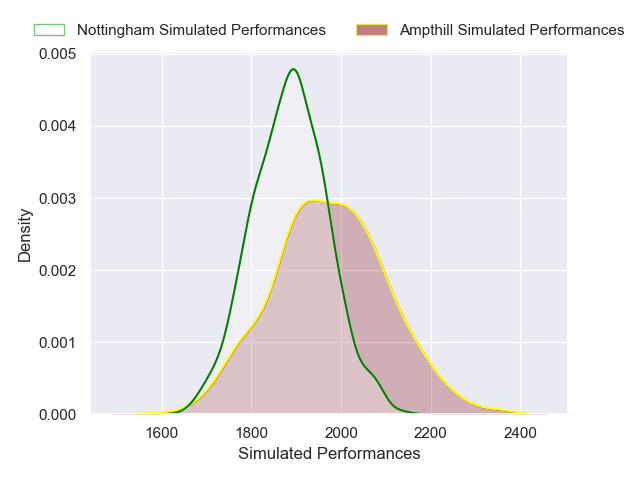 Nottingham Simulated Performances Ampthill Simulated Performances
0.005
0.004
0.003
0.002
0.001
0.000
Density
1600 1800 2000 2200 2400
Simulated Performances